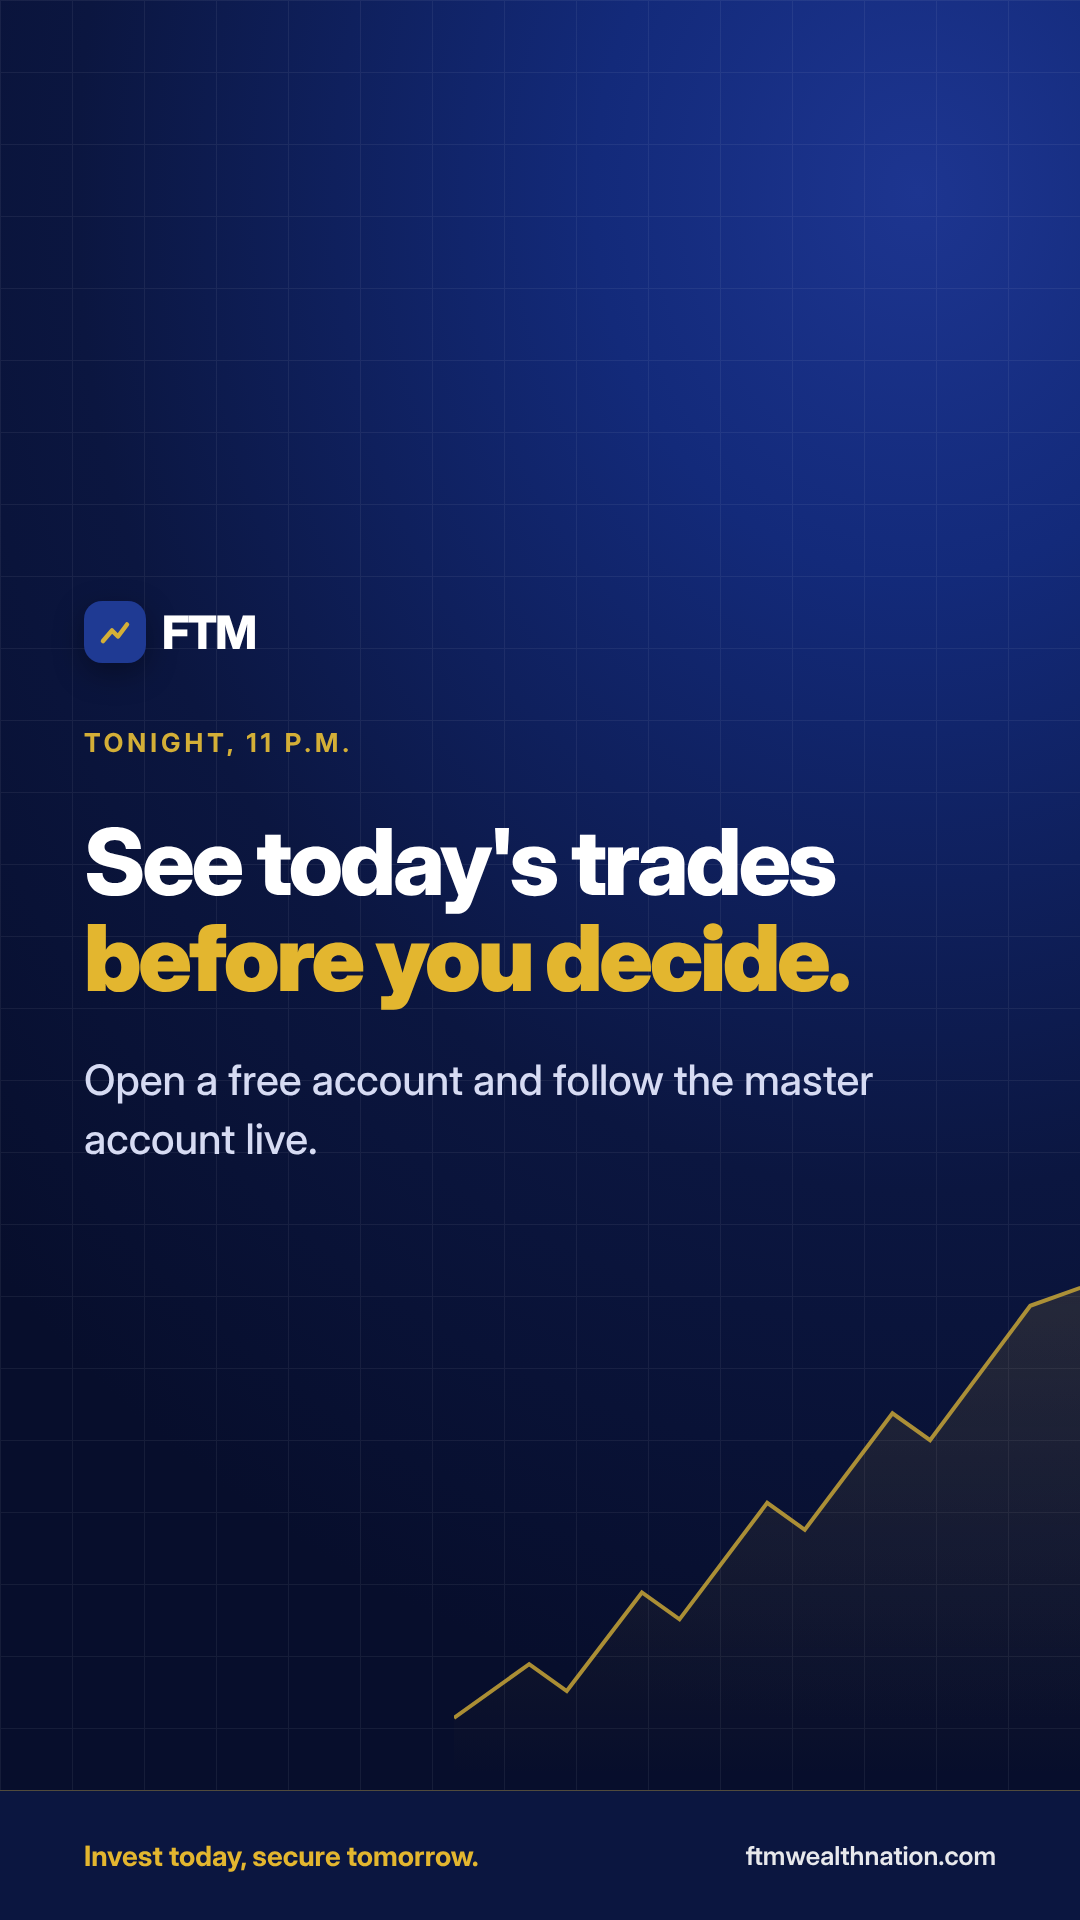 FTM
TONIGHT, 11 P.M.
See today's trades
before you decide.
Open a free account and follow the master
account live.
Invest today, secure tomorrow.
ftmwealthnation.com